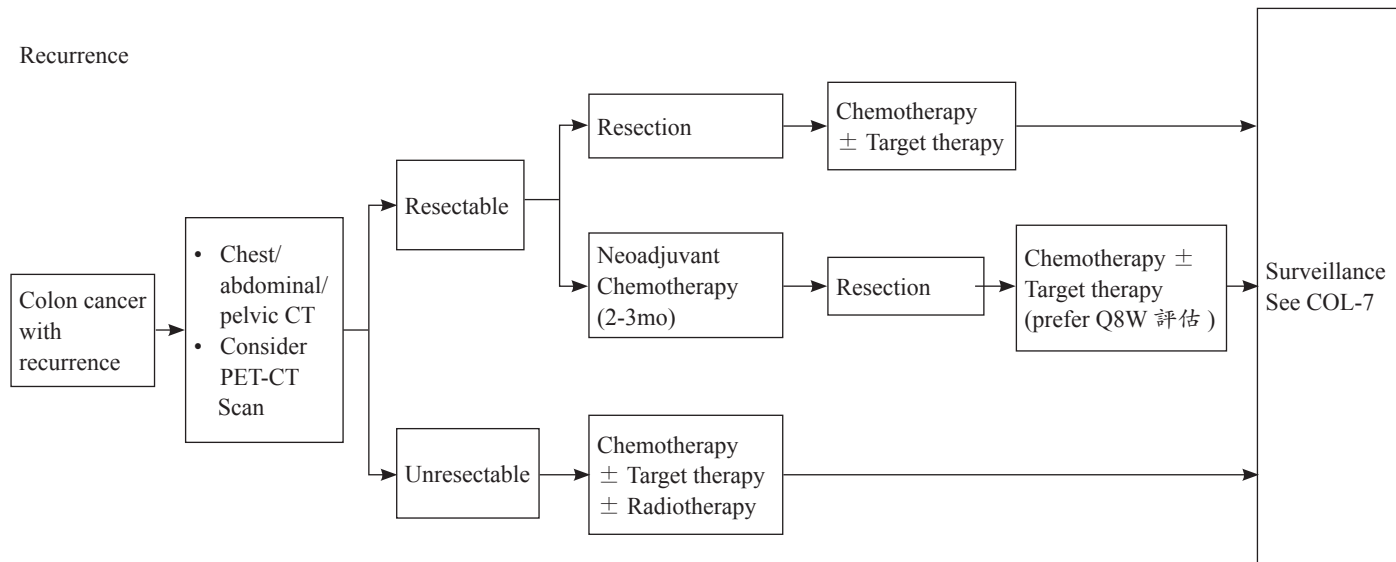 Recurrence
Colon cancer
with
recurrence
• Chest/
abdominal/
pelvic CT
• Consider
PET-CT
Scan
Resectable
Resection
Chemotherapy
± Target therapy
Neoadjuvant
Chemotherapy
(2-3mo)
Resection
Chemotherapy ±
Target therapy
(prefer Q8W 評估 )
Unresectable
Chemotherapy
± Target therapy
± Radiotherapy
Surveillance
See COL-7